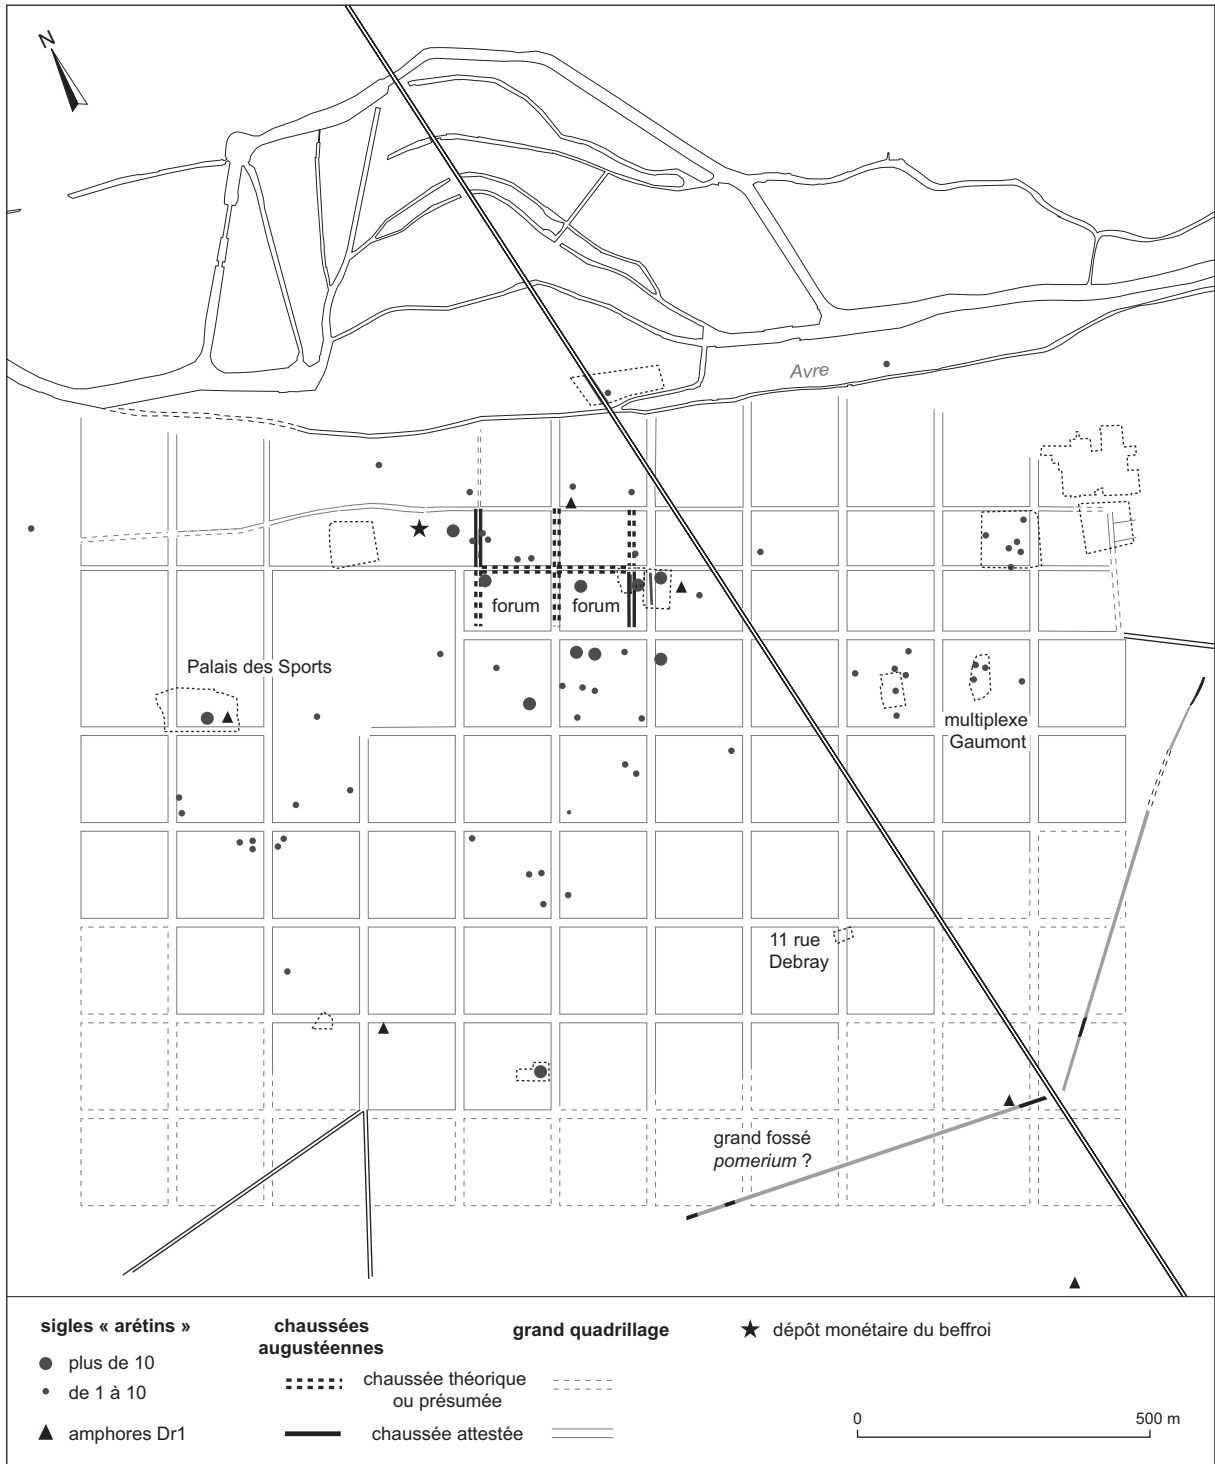 N
Avre
forum
forum
Palais des Sports
multiplexe
Gaumont
11 rue
Debray
grand fossé
pomerium ?
sigles « arétins »
plus de 10
de 1 à 10
amphores Dr1
chaussées
augustéennes
grand quadrillage
chaussée théorique
ou présumée
chaussée attestée
dépôt monétaire du beffroi
0
500 m